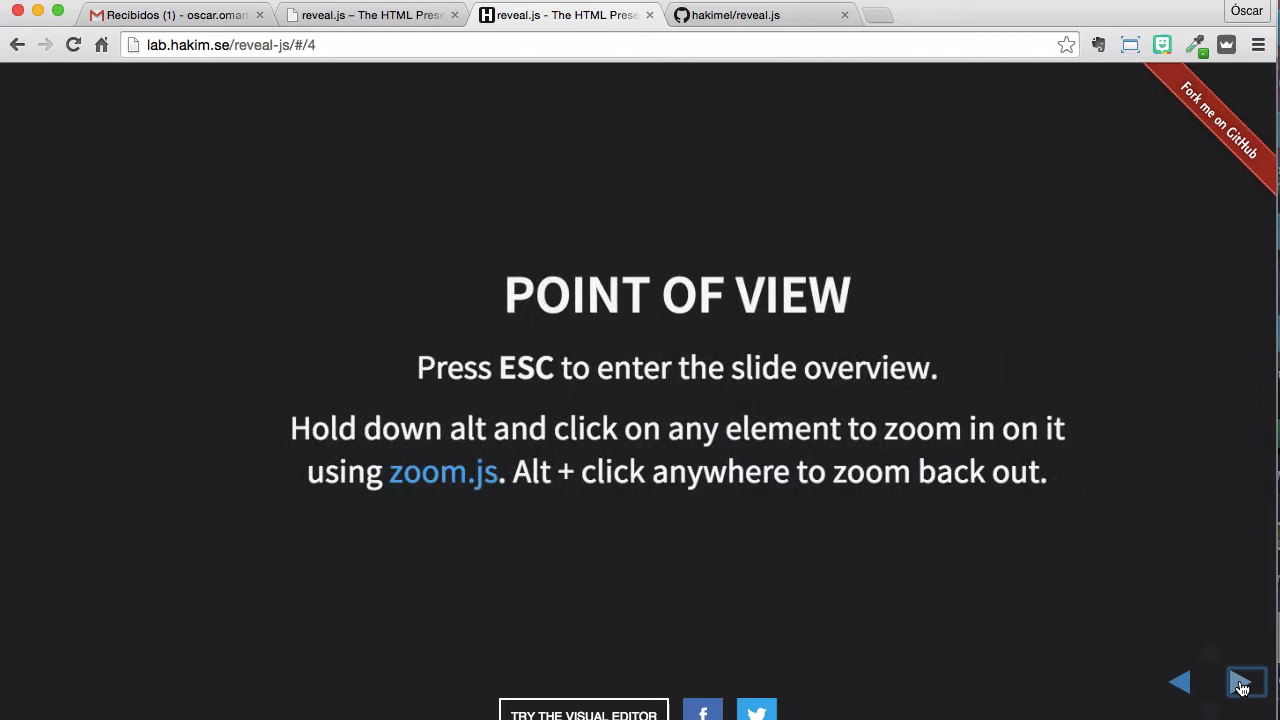 Recibidos (1) - oscar.omar
reveal.js – The HTML Pres
reveal.js - The HTML Prese
hakimel/reveal.js
Óscar
lab.hakim.se/reveal-js/#/4
Fork me on GitHub
POINT OF VIEW
Press ESC to enter the slide overview.
Hold down alt and click on any element to zoom in on it
using zoom.js. Alt + click anywhere to zoom back out.
TRY THE VISUAL EDITOR